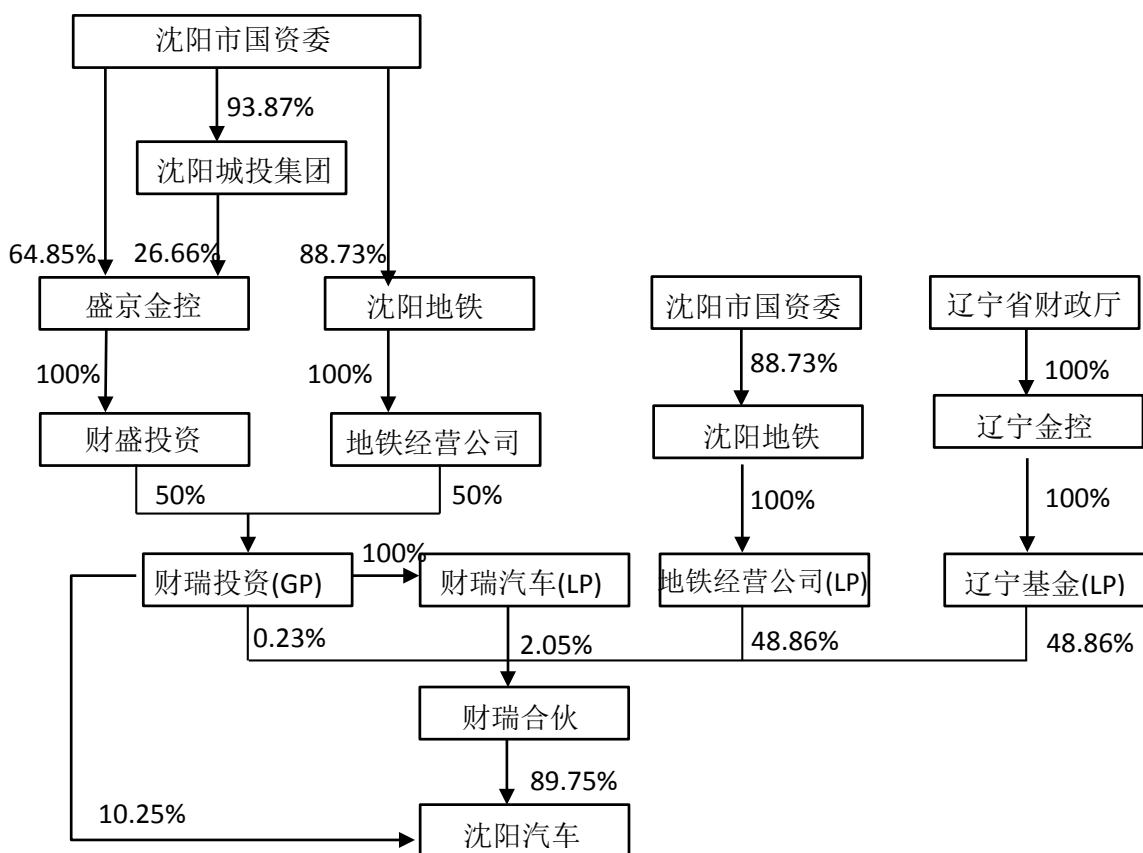 沈阳市国资委
93.87%
沈阳城投集团
64.85%
26.66%
88.73%
盛京金控
沈阳地铁
沈阳市国资委
辽宁省财政厅
100%
100%
88.73%
100%
财盛投资
地铁经营公司
沈阳地铁
辽宁金控
50%
50%
100%
100%
财瑞投资(GP)
100%
财瑞汽车(LP)
地铁经营公司(LP)
辽宁基金(LP)
0.23%
2.05%
48.86%
48.86%
财瑞合伙
89.75%
10.25%
沈阳汽车